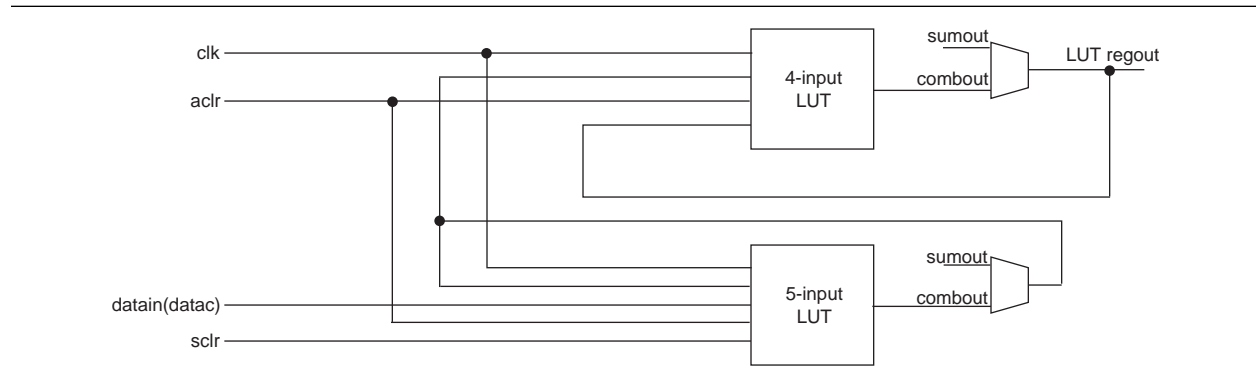 clk
aclr
4-input
LUT
sumout
combout
LUT regout
datain(datac)
sclr
5-input
LUT
sumout
combout